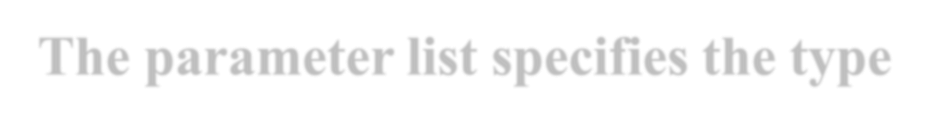 The parameter list specifies the type